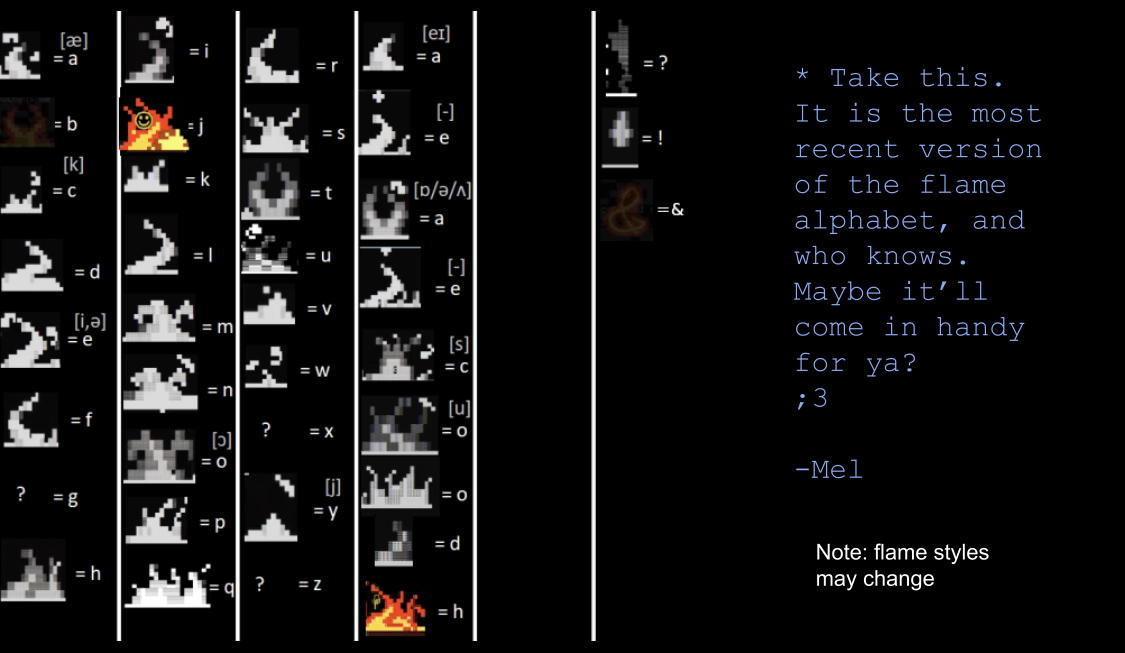 [æ]
= a
= b
[k]
= c
= d
[i,ə]
= e
= f
? = g
= h
= i
= j
= k
= l
= m
= n
[ɔ]
= o
= p
= q
= r
= s
= t
= u
= v
= w
? = x
[j]
= y
? = z
[eɪ]
= a
[-]
= e
[ɒ/ə/ʌ]
= a
[-]
= e
[s]
= c
[u]
= o
= o
= d
= h
= ?
= !
=&
* Take this.
It is the most
recent version
of the flame
alphabet, and
who knows.
Maybe it’ll
come in handy
for ya?
;3
-Mel
Note: flame styles
may change